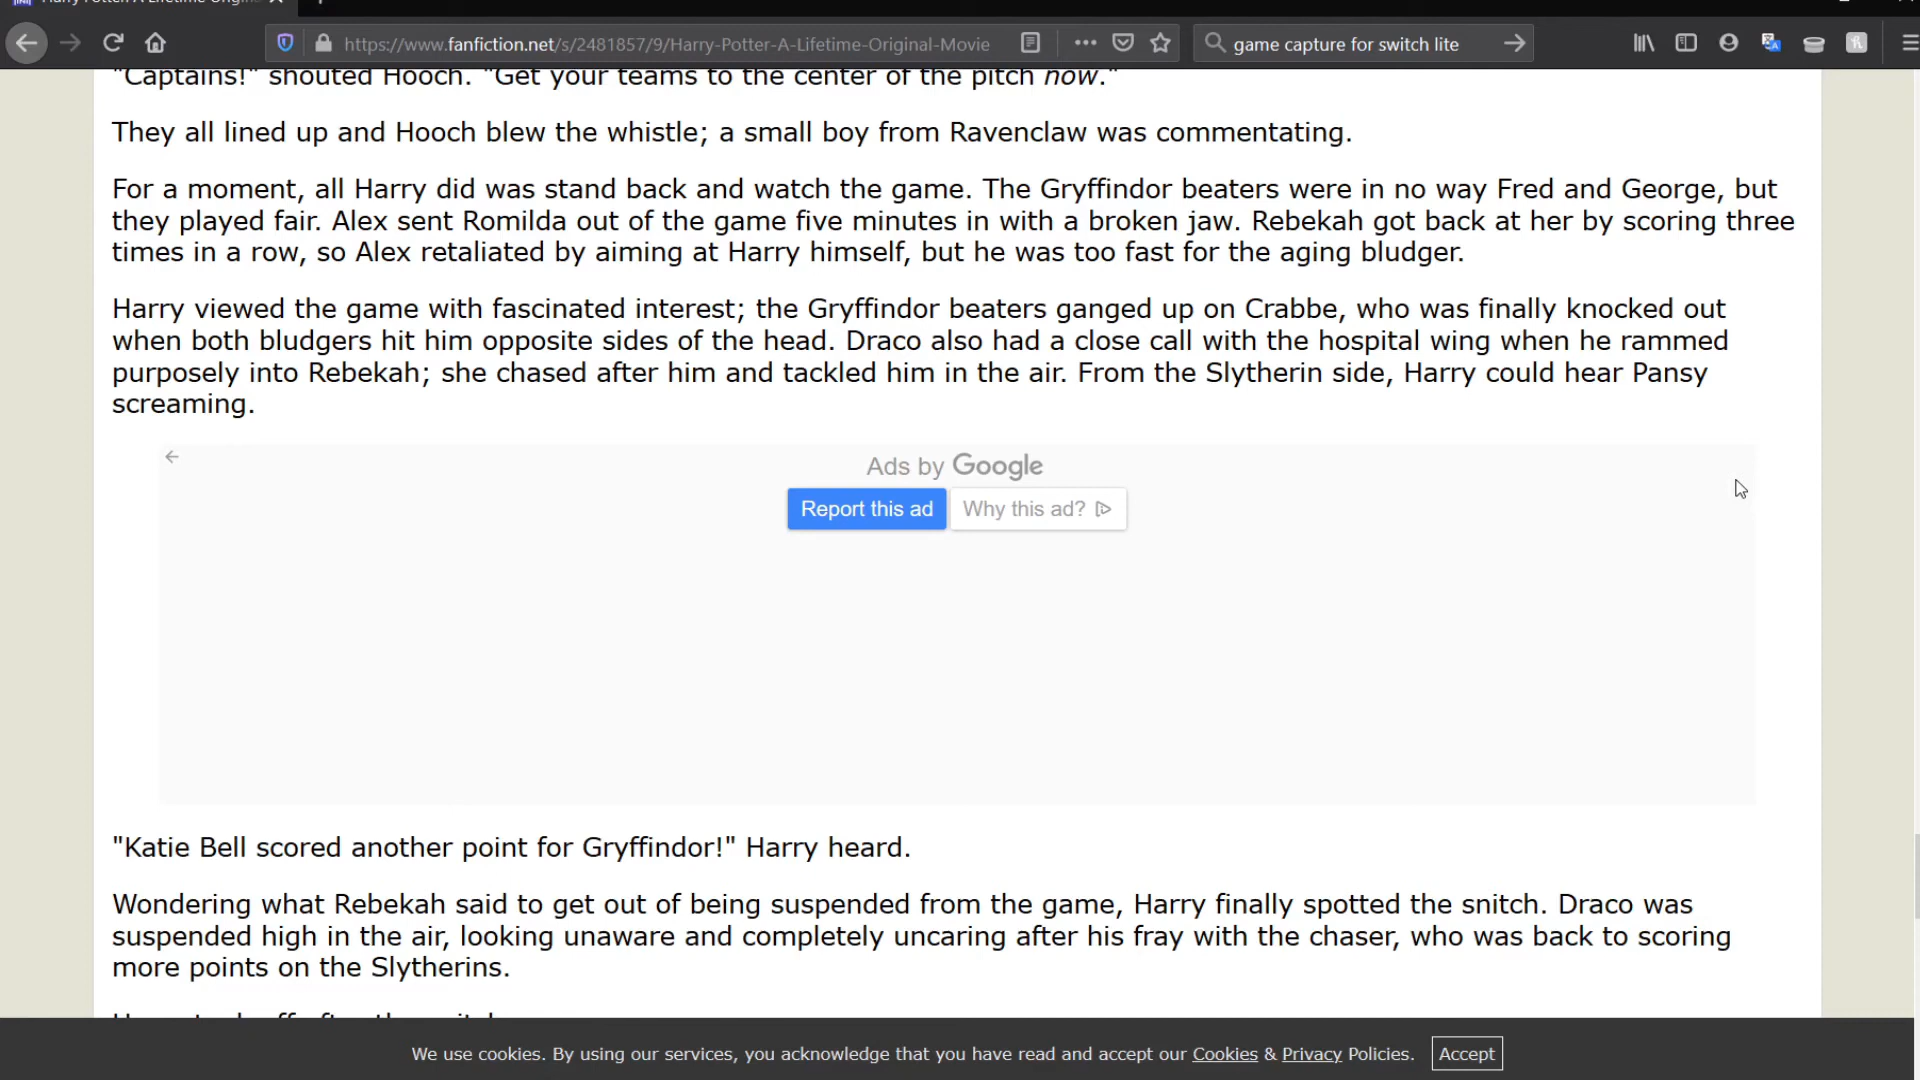 https://www.fanfiction.net/s/2481857/9/Harry-Potter-A-Lifetime-Original-Movie
game capture for switch lite
"Captains!" shouted Hooch. "Get your teams to the center of the pitch now."
They all lined up and Hooch blew the whistle; a small boy from Ravenclaw was commentating.
For a moment, all Harry did was stand back and watch the game. The Gryffindor beaters were in no way Fred and George, but
they played fair. Alex sent Romilda out of the game five minutes in with a broken jaw. Rebekah got back at her by scoring three
times in a row, so Alex retaliated by aiming at Harry himself, but he was too fast for the aging bludger.
Harry viewed the game with fascinated interest; the Gryffindor beaters ganged up on Crabbe, who was finally knocked out
when both bludgers hit him opposite sides of the head. Draco also had a close call with the hospital wing when he rammed
purposely into Rebekah; she chased after him and tackled him in the air. From the Slytherin side, Harry could hear Pansy
screaming.
Ads by Google
Report this ad
Why this ad?
"Katie Bell scored another point for Gryffindor!" Harry heard.
Wondering what Rebekah said to get out of being suspended from the game, Harry finally spotted the snitch. Draco was
suspended high in the air, looking unaware and completely uncaring after his fray with the chaser, who was back to scoring
more points on the Slytherins.
We use cookies. By using our services, you acknowledge that you have read and accept our Cookies & Privacy Policies.
Accept